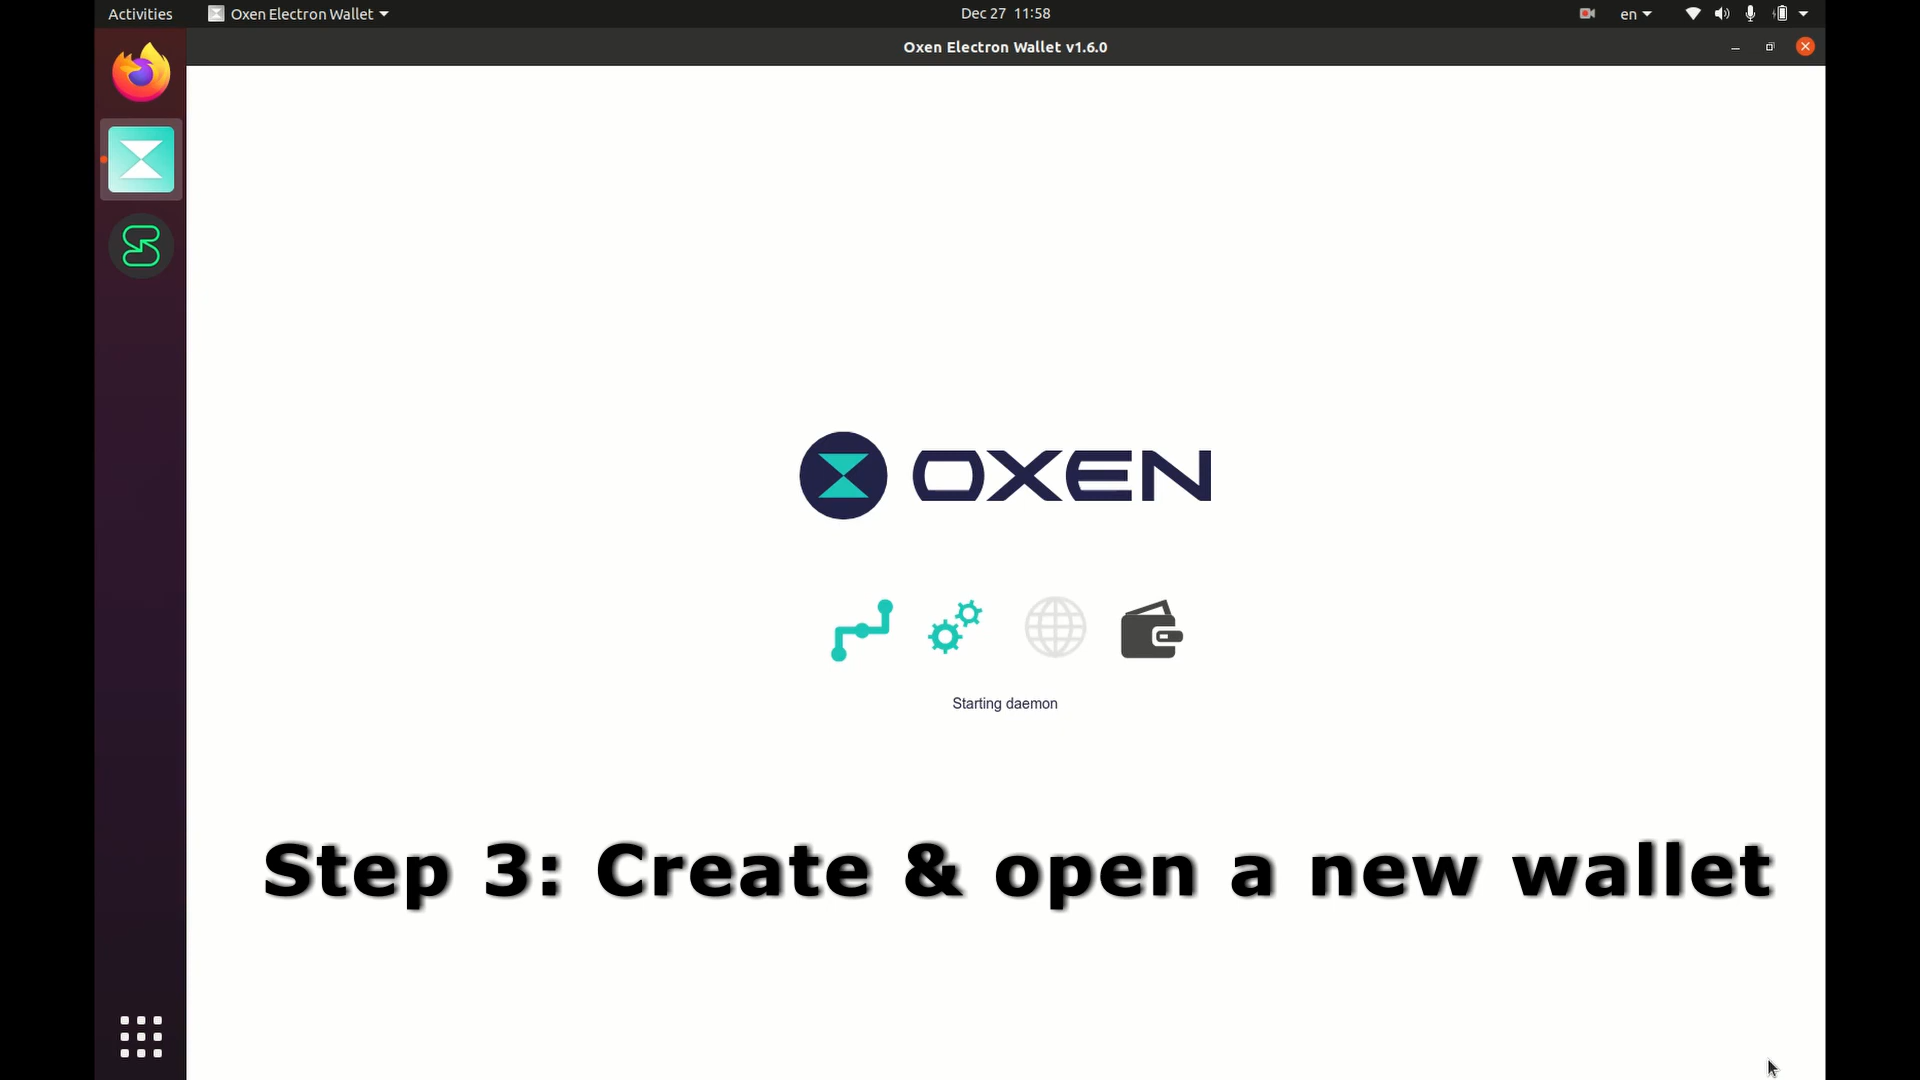 Activities
Oxen Electron Wallet
Dec 27 11:58
en
Oxen Electron Wallet v1.6.0
OXEN
Starting daemon
Step 3: Create & open a new wallet